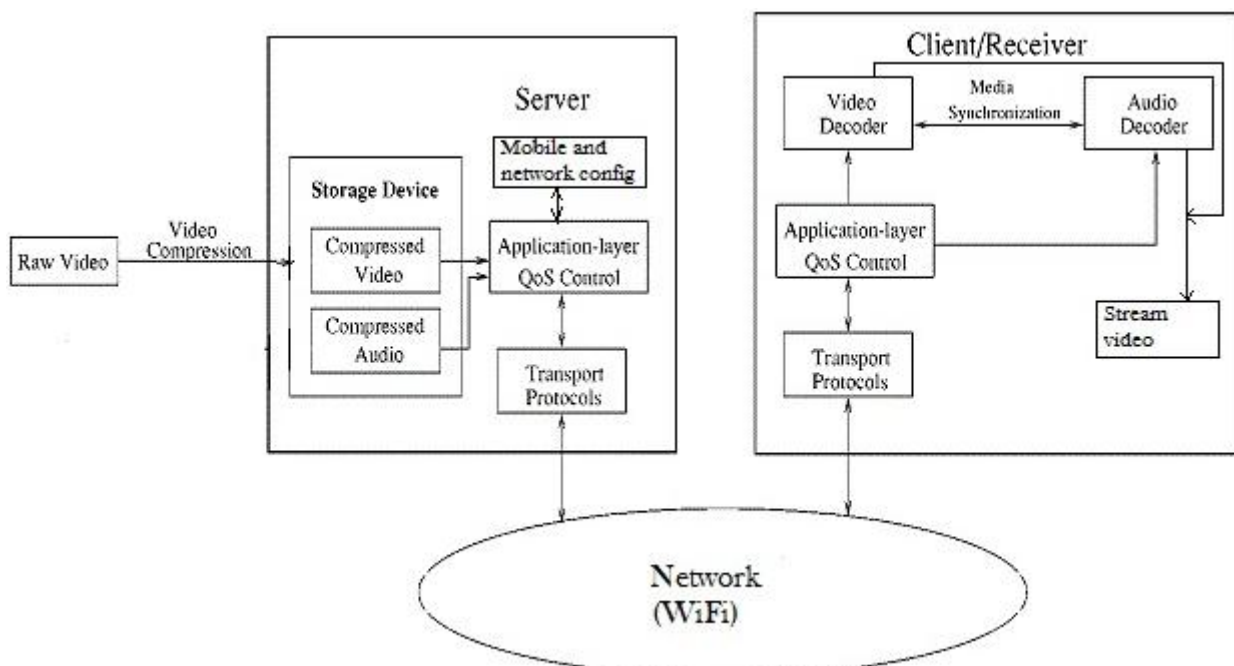 Raw Video
Video
Compression
Server
Storage Device
Compressed
Video
Compressed
Audio
Mobile and
network config
Application-layer
QoS Control
Transport
Protocols
Client/Receiver
Video
Decoder
Media
Synchronization
Audio
Decoder
Application-layer
QoS Control
Transport
Protocols
Stream
video
Network
(WiFi)